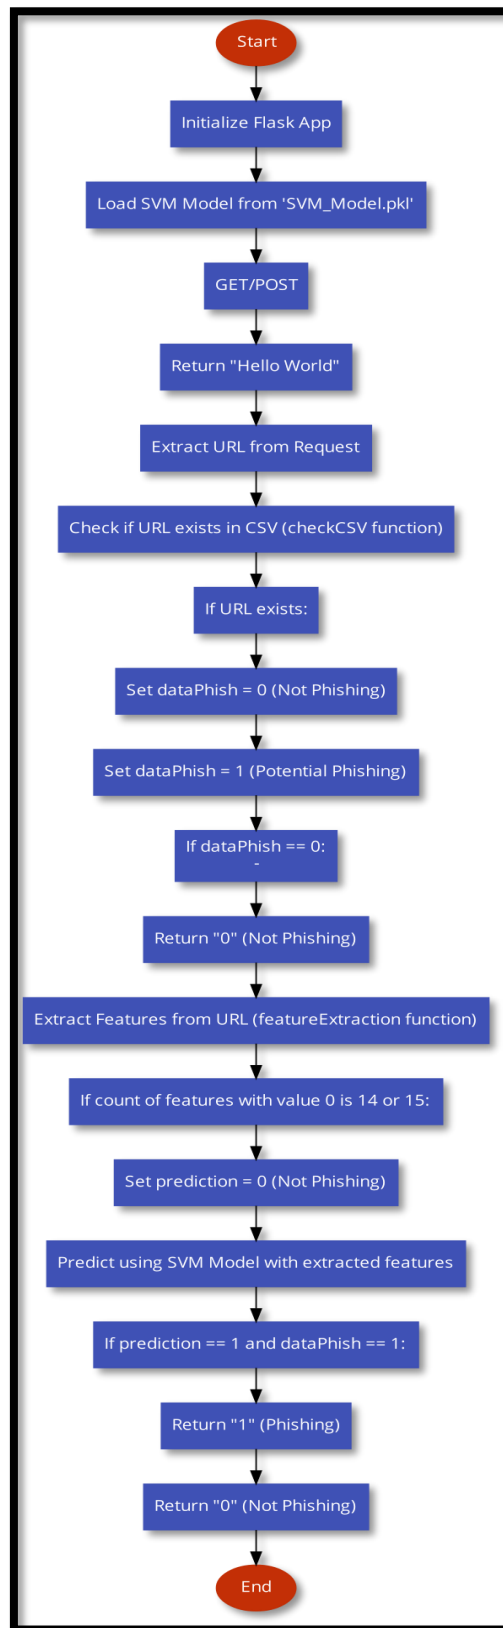 Start
Initialize Flask App
Load SVM Model from 'SVM_Model.pkl'
GET/POST
Return "Hello World"
Extract URL from Request
Check if URL exists in CSV (checkCSV function)
If URL exists:
Set dataPhish = 0 (Not Phishing)
Set dataPhish = 1 (Potential Phishing)
If dataPhish == 0:
-
Return "0" (Not Phishing)
Extract Features from URL (featureExtraction function)
If count of features with value 0 is 14 or 15:
Set prediction = 0 (Not Phishing)
Predict using SVM Model with extracted features
If prediction == 1 and dataPhish == 1:
Return "1" (Phishing)
Return "0" (Not Phishing)
End